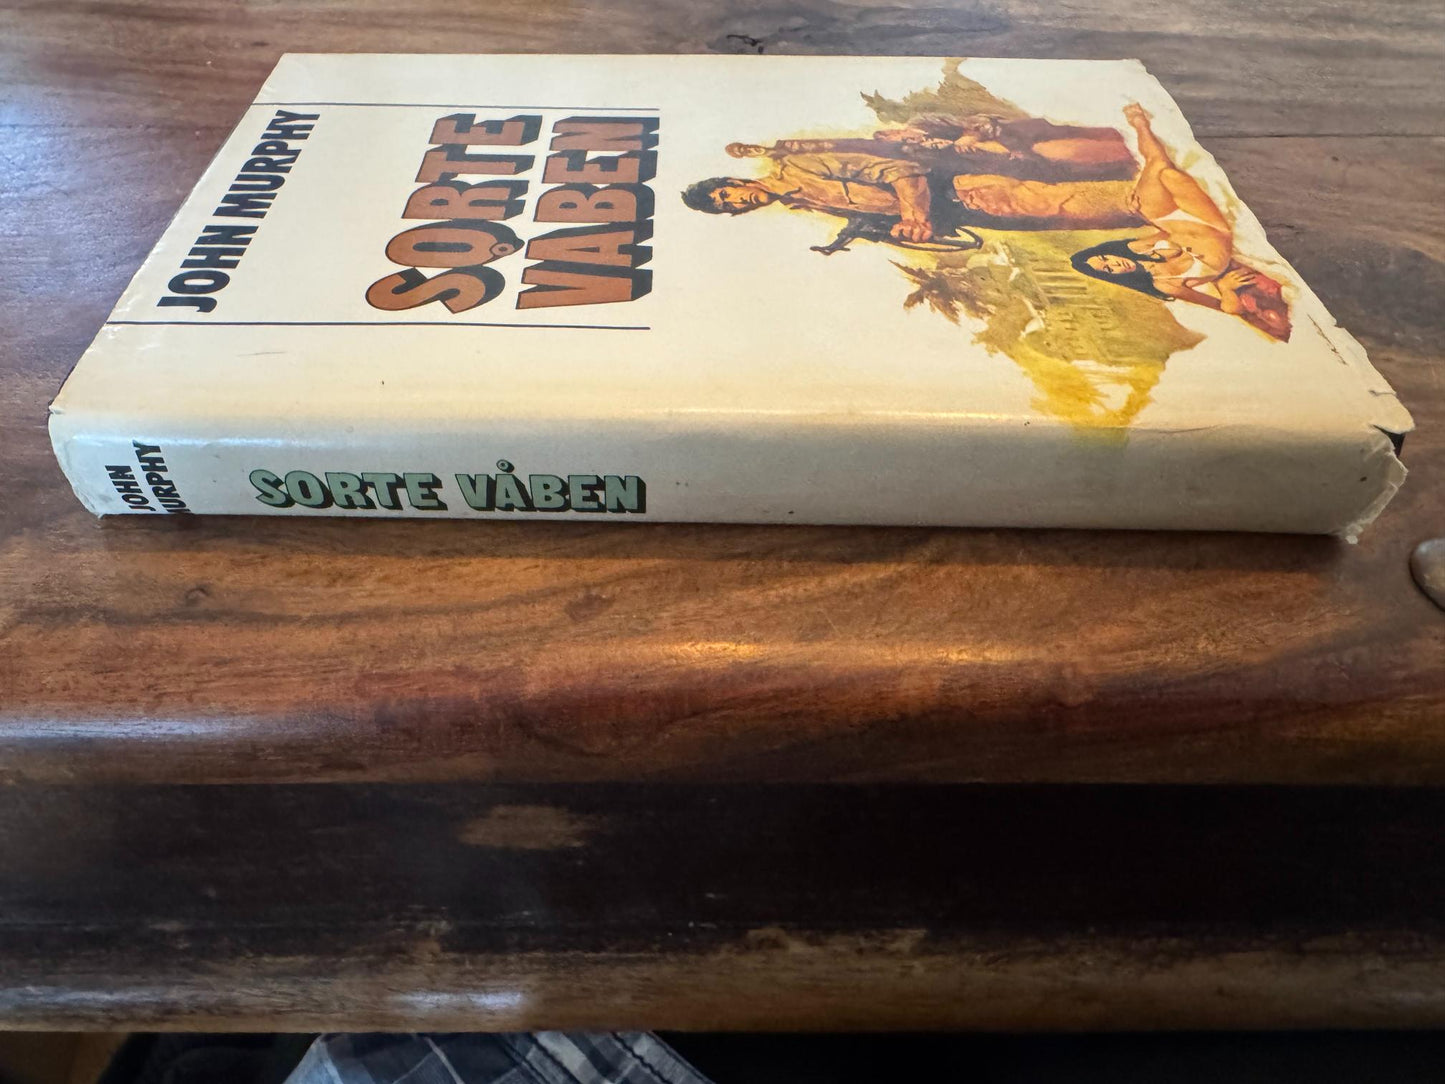 JOHN MURPHY
SORTE
VÅBEN
JOHN
MURPHY
SORTE VÅBEN